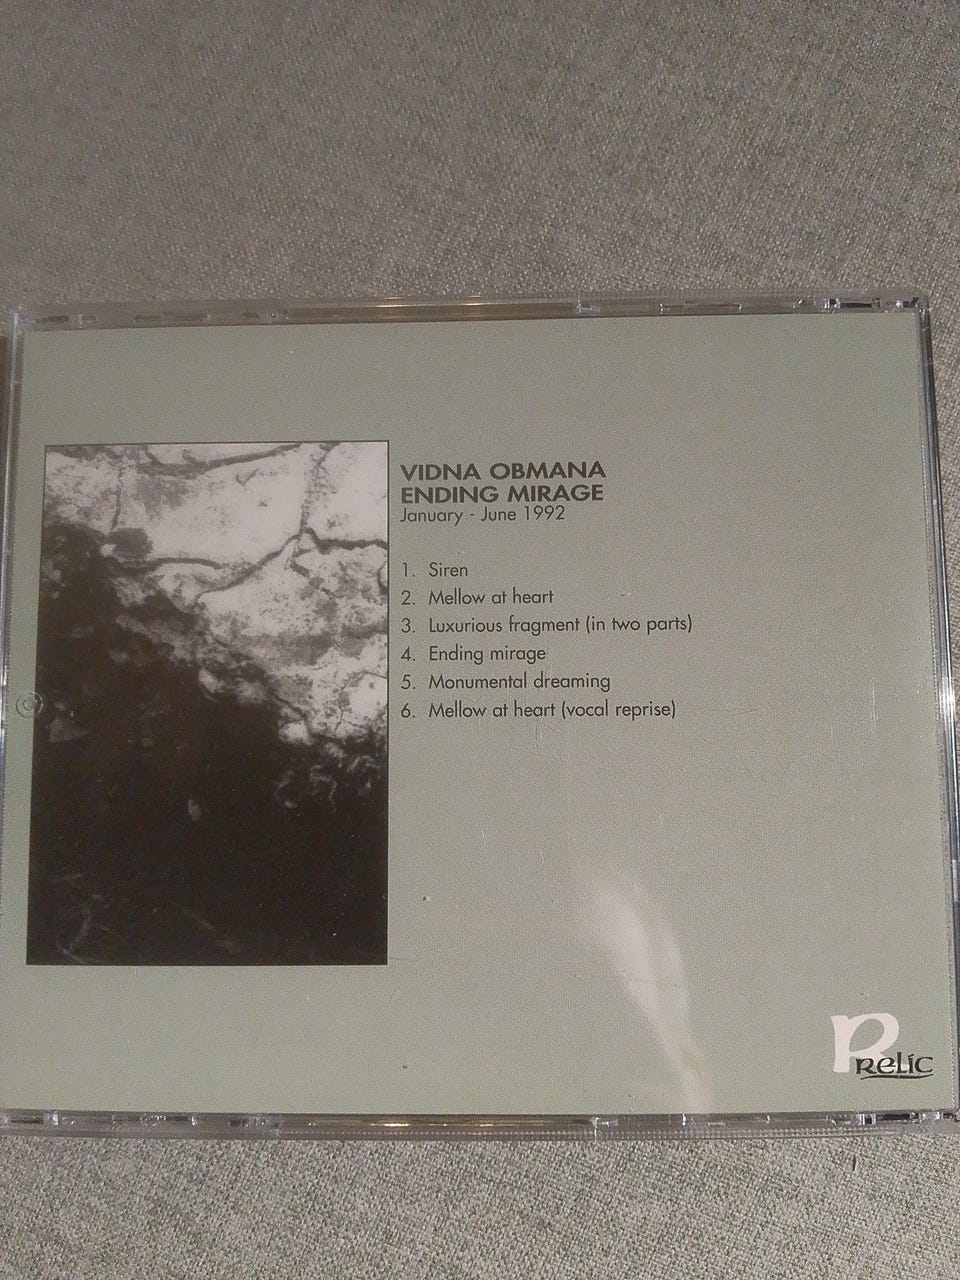 VIDNA OBMANA
ENDING MIRAGE
January - June 1992
1. Siren
2. Mellow at heart
3. Luxurious fragment (in two parts)
4. Ending mirage
5. Monumental dreaming
6. Mellow at heart (vocal reprise)
R
Relic